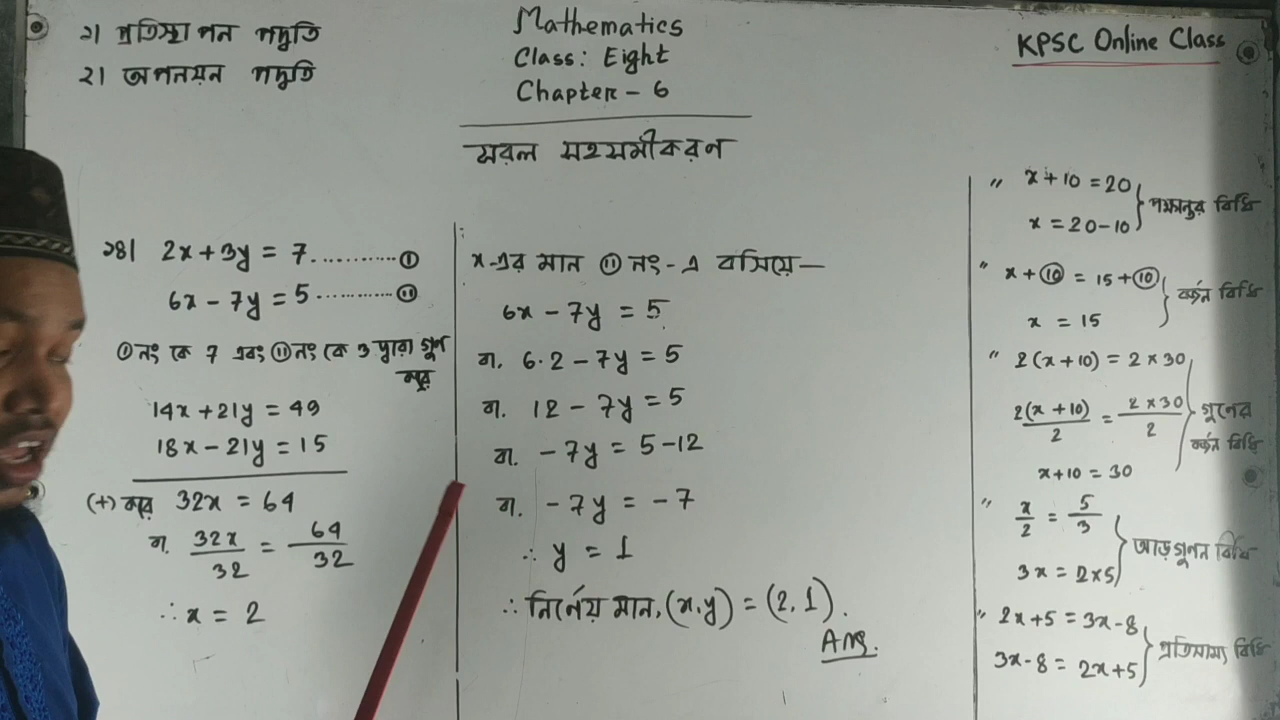 ১। প্রতিস্থাপন পদ্ধতি
২। অপনয়ন পদ্ধতি
Mathematics
Class: Eight
Chapter - 6
KPSC Online Class
সরল সহসমীকরণ
১৪। 2x + 3y = 7 ............ ⓘ
6x - 7y = 5 ............ ⓘⓘ
ⓘ নং কে 7 এবং ⓘⓘ নং কে 3 দ্বারা গুণ
করে
14x + 21y = 49
18x - 21y = 15
(+) করে 32x = 64
বা, 32x/32 = 64/32
∴ x = 2
x-এর মান ⓘⓘ নং-এ বসিয়ে —
6x - 7y = 5
বা, 6·2 - 7y = 5
বা, 12 - 7y = 5
বা, -7y = 5 - 12
বা, -7y = -7
∴ y = 1
∴ নির্ণেয় মান, (x, y) = (2, 1).
Ans.
" x + 10 = 20
x = 20 - 10 } পক্ষান্তর বিধি
" x + ⑩ = 15 + ⑩
x = 15 } বর্জন বিধি
" 2(x + 10) = 2 × 30
2(x + 10)/2 = 2 × 30/2 } গুনের
বর্জন বিধি
x + 10 = 30
" x/2 = 5/3
3x = 2×5 } আড়গুনন বিধি
" 2x + 5 = 3x - 8
3x - 8 = 2x + 5 } প্রতিসাম্য বিধি